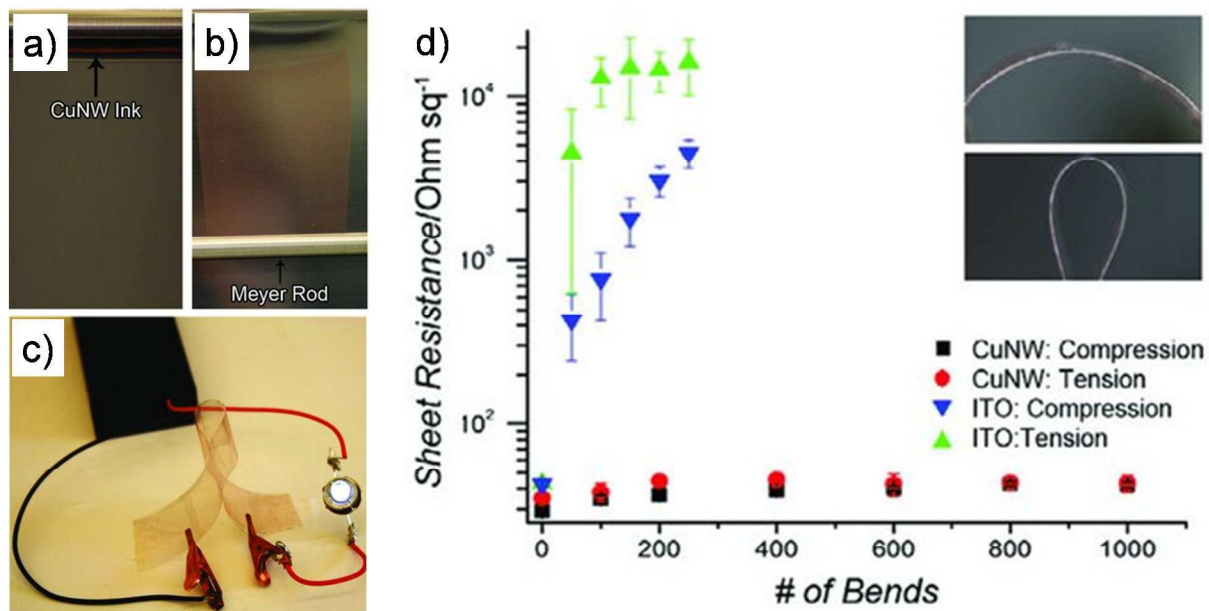 a)
CuNW Ink
b)
Meyer Rod
c)
d)
Sheet Resistance/Ohm sq⁻¹
10⁴
10³
10²
CuNW: Compression
CuNW: Tension
ITO: Compression
ITO:Tension
0
200
400
600
800
1000
# of Bends